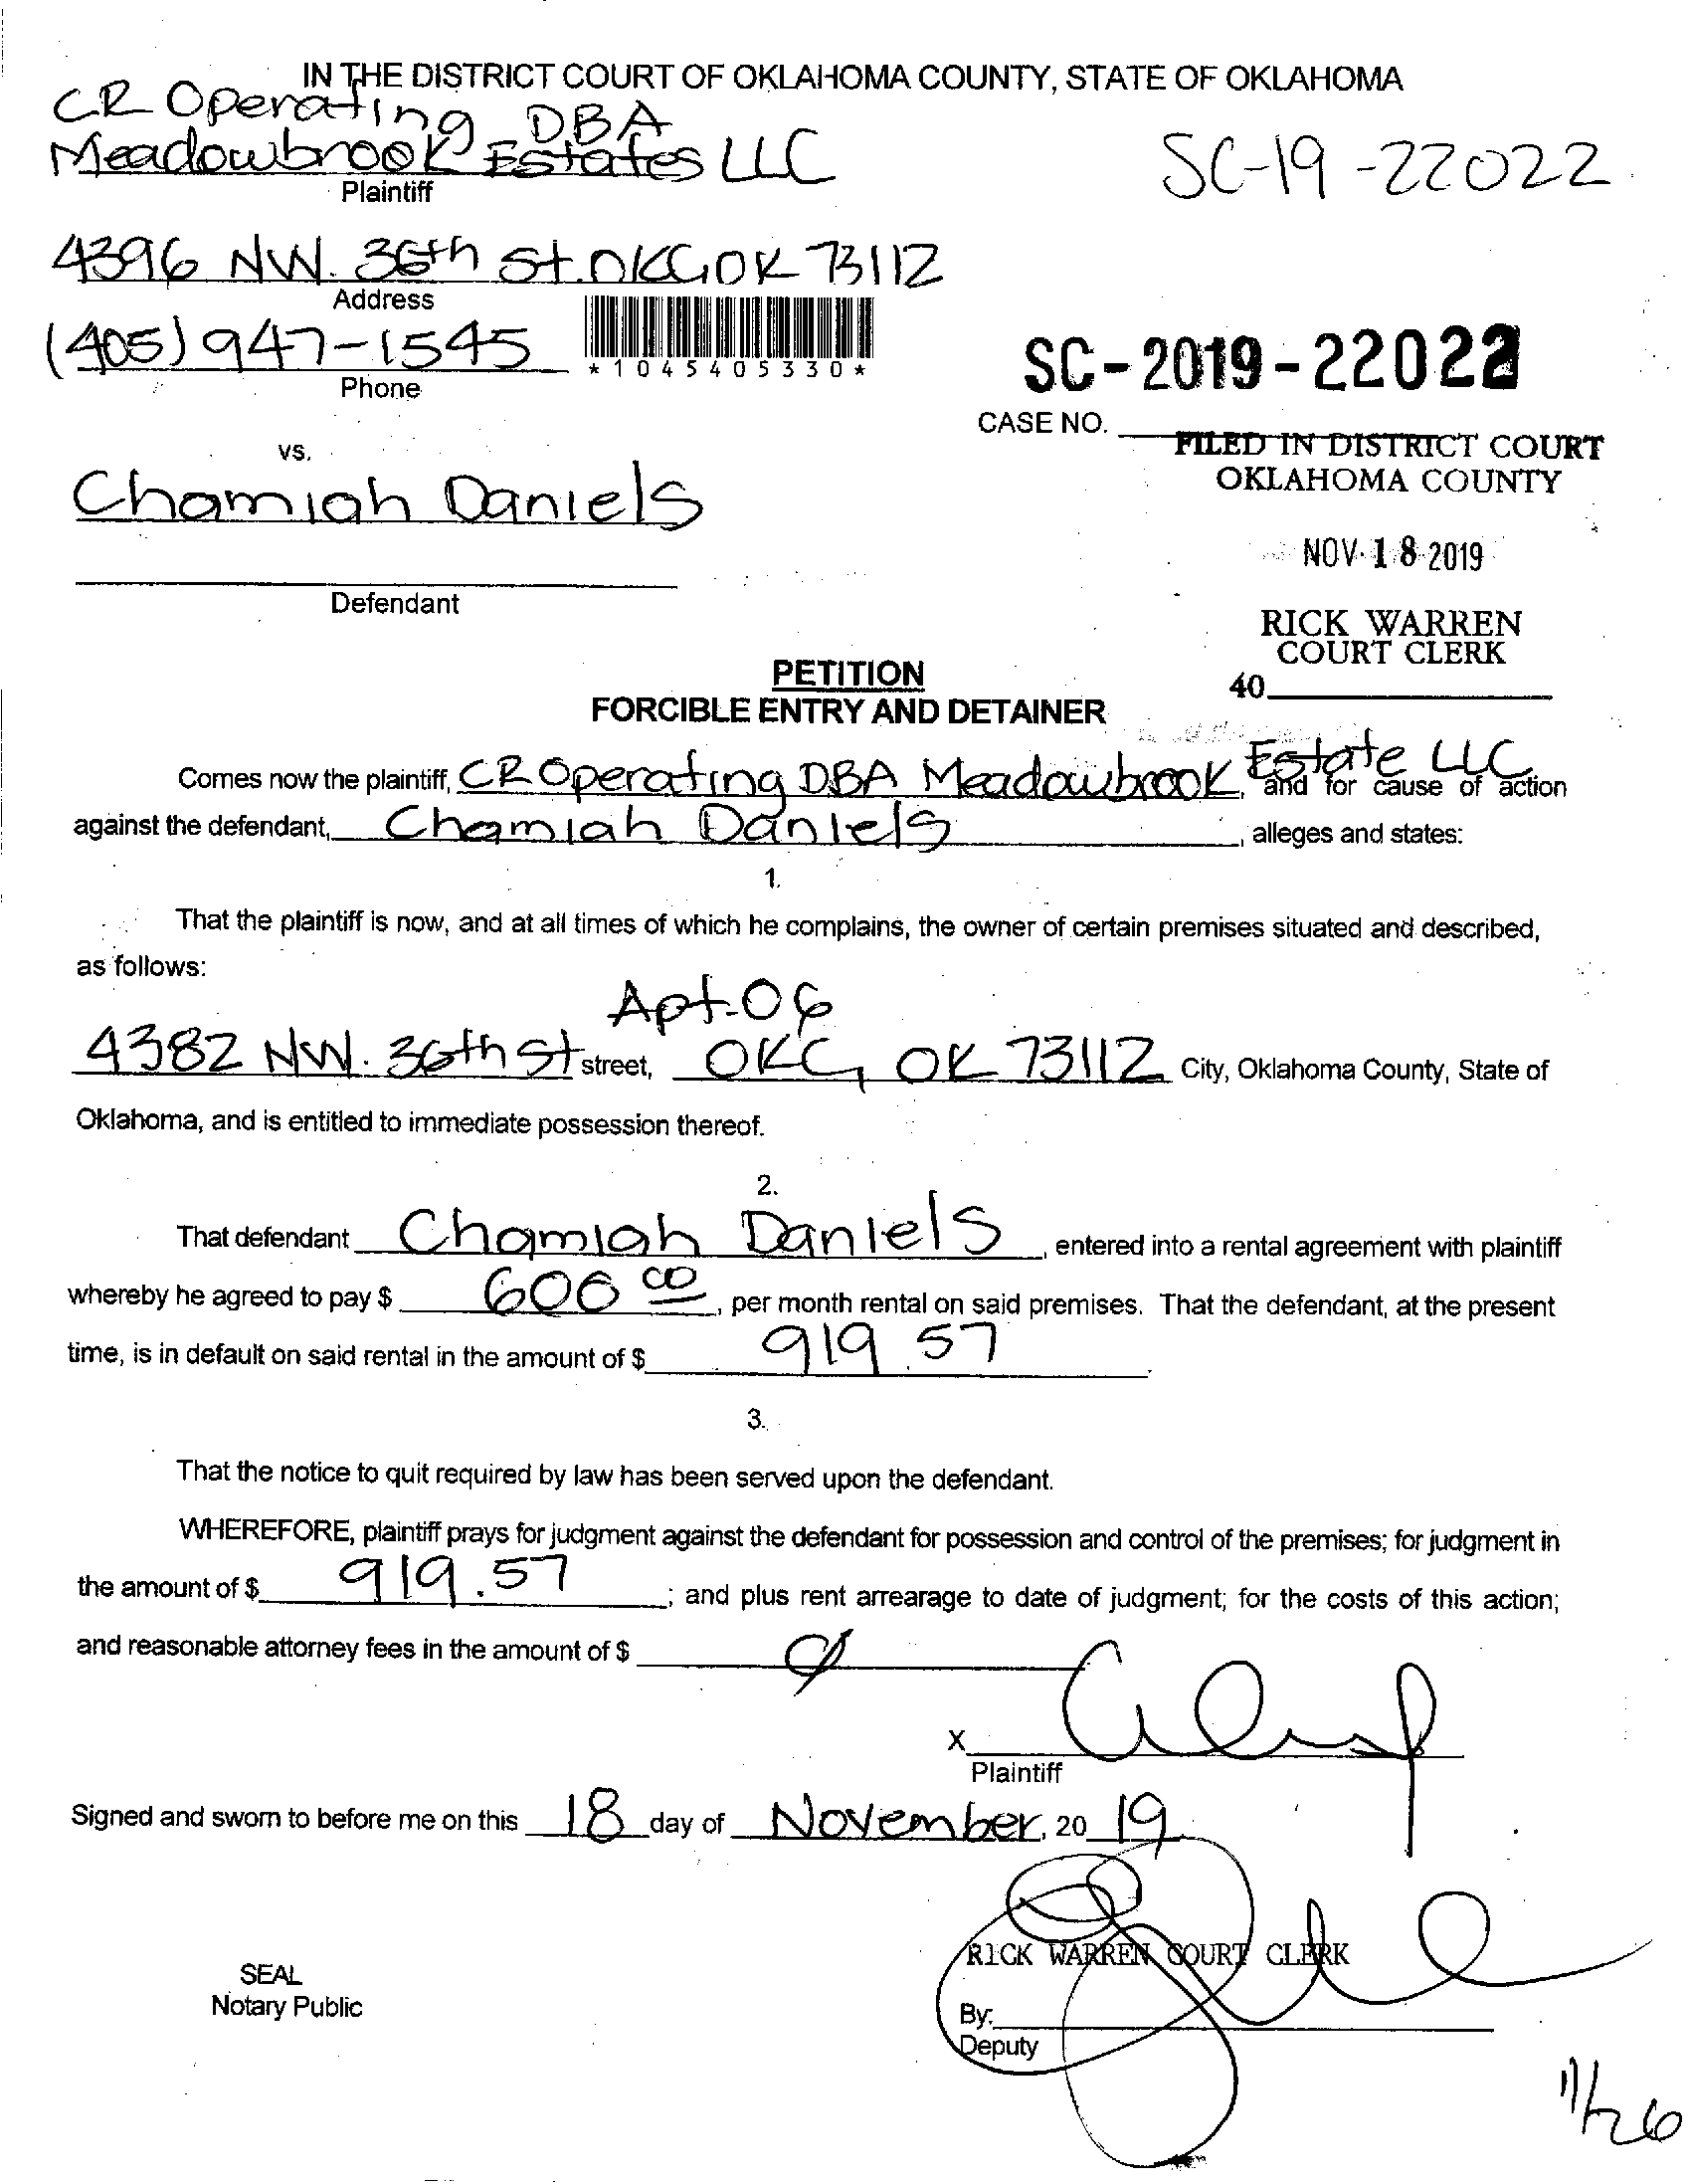 IN THE DISTRICT COURT OF OKLAHOMA COUNTY, STATE OF OKLAHOMA
CR Operating DBA
Meadowbrook Estates LLC
Plaintiff
SC-19-22022
4396 NW. 36th St. OKC, OK 73112
Address
(405) 947-1545
Phone
*1045405330*
SC-2019-22022
CASE NO.
FILED IN DISTRICT COURT
OKLAHOMA COUNTY
vs.
Chamiah Daniels
NOV 18 2019
Defendant
RICK WARREN
COURT CLERK
40
PETITION
FORCIBLE ENTRY AND DETAINER
Comes now the plaintiff, CR Operating DBA Meadowbrook Estate LLC, and for cause of action
against the defendant, Chamiah Daniels, alleges and states:
1.
That the plaintiff is now, and at all times of which he complains, the owner of certain premises situated and described,
as follows:
Apt. 06
4382 NW. 36th St street, OKC, OK 73112 City, Oklahoma County, State of
Oklahoma, and is entitled to immediate possession thereof.
2.
That defendant Chamiah Daniels, entered into a rental agreement with plaintiff
whereby he agreed to pay $ 600 00, per month rental on said premises. That the defendant, at the present
time, is in default on said rental in the amount of $ 919.57
3.
That the notice to quit required by law has been served upon the defendant.
WHEREFORE, plaintiff prays for judgment against the defendant for possession and control of the premises; for judgment in
the amount of $ 919.57; and plus rent arrearage to date of judgment; for the costs of this action;
and reasonable attorney fees in the amount of $
X
Plaintiff
Signed and sworn to before me on this 18 day of November, 20 19
RICK WARREN COURT CLERK
SEAL
Notary Public
By:
Deputy
11/26